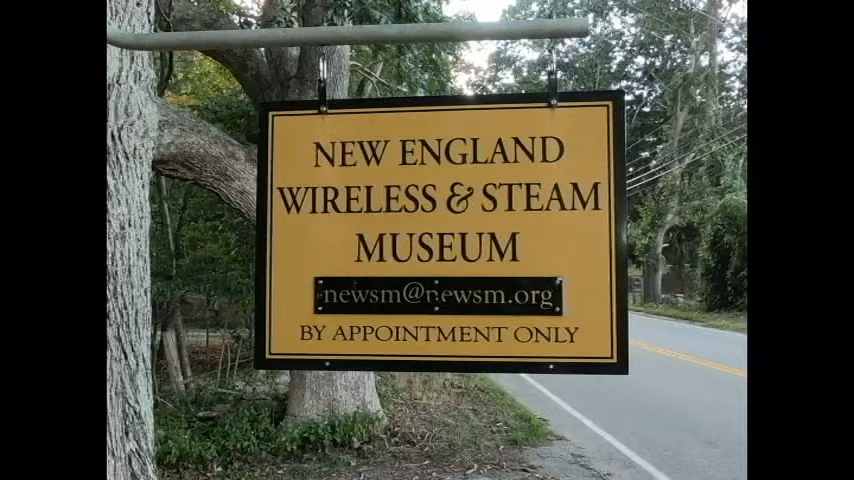 NEW ENGLAND
WIRELESS & STEAM
MUSEUM
newsm@newsm.org
BY APPOINTMENT ONLY